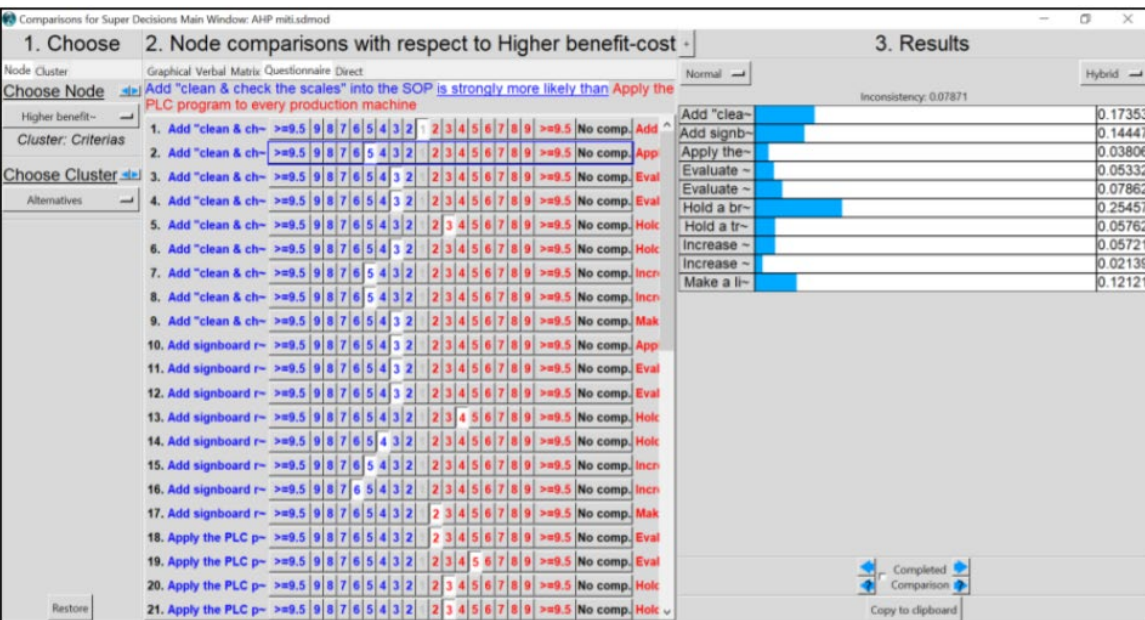 Comparisons for Super Decisions Main Window: AHP miti.sdmod
1. Choose
Node Cluster
Choose Node
Higher benefit~
Cluster: Criterias
Choose Cluster
Alternatives
Restore
2. Node comparisons with respect to Higher benefit-cost
+
Graphical Verbal Matrix Questionnaire Direct
Add "clean & check the scales" into the SOP is strongly more likely than Apply the
PLC program to every production machine
1. Add "clean & ch~ >=9.5 9 8 7 6 5 4 3 2 1 2 3 4 5 6 7 8 9 >=9.5 No comp. Add
2. Add "clean & ch~ >=9.5 9 8 7 6 5 4 3 2 1 2 3 4 5 6 7 8 9 >=9.5 No comp. App
3. Add "clean & ch~ >=9.5 9 8 7 6 5 4 3 2 1 2 3 4 5 6 7 8 9 >=9.5 No comp. Eval
4. Add "clean & ch~ >=9.5 9 8 7 6 5 4 3 2 1 2 3 4 5 6 7 8 9 >=9.5 No comp. Eval
5. Add "clean & ch~ >=9.5 9 8 7 6 5 4 3 2 1 2 3 4 5 6 7 8 9 >=9.5 No comp. Hold
6. Add "clean & ch~ >=9.5 9 8 7 6 5 4 3 2 1 2 3 4 5 6 7 8 9 >=9.5 No comp. Hold
7. Add "clean & ch~ >=9.5 9 8 7 6 5 4 3 2 1 2 3 4 5 6 7 8 9 >=9.5 No comp. Incr
8. Add "clean & ch~ >=9.5 9 8 7 6 5 4 3 2 1 2 3 4 5 6 7 8 9 >=9.5 No comp. Incr
9. Add "clean & ch~ >=9.5 9 8 7 6 5 4 3 2 1 2 3 4 5 6 7 8 9 >=9.5 No comp. Mak
10. Add signboard r~ >=9.5 9 8 7 6 5 4 3 2 1 2 3 4 5 6 7 8 9 >=9.5 No comp. App
11. Add signboard r~ >=9.5 9 8 7 6 5 4 3 2 1 2 3 4 5 6 7 8 9 >=9.5 No comp. Eval
12. Add signboard r~ >=9.5 9 8 7 6 5 4 3 2 1 2 3 4 5 6 7 8 9 >=9.5 No comp. Eval
13. Add signboard r~ >=9.5 9 8 7 6 5 4 3 2 1 2 3 4 5 6 7 8 9 >=9.5 No comp. Hold
14. Add signboard r~ >=9.5 9 8 7 6 5 4 3 2 1 2 3 4 5 6 7 8 9 >=9.5 No comp. Hold
15. Add signboard r~ >=9.5 9 8 7 6 5 4 3 2 1 2 3 4 5 6 7 8 9 >=9.5 No comp. Incr
16. Add signboard r~ >=9.5 9 8 7 6 5 4 3 2 1 2 3 4 5 6 7 8 9 >=9.5 No comp. Incr
17. Add signboard r~ >=9.5 9 8 7 6 5 4 3 2 1 2 3 4 5 6 7 8 9 >=9.5 No comp. Mak
18. Apply the PLC p~ >=9.5 9 8 7 6 5 4 3 2 1 2 3 4 5 6 7 8 9 >=9.5 No comp. Eval
19. Apply the PLC p~ >=9.5 9 8 7 6 5 4 3 2 1 2 3 4 5 6 7 8 9 >=9.5 No comp. Eval
20. Apply the PLC p~ >=9.5 9 8 7 6 5 4 3 2 1 2 3 4 5 6 7 8 9 >=9.5 No comp. Hold
21. Apply the PLC p~ >=9.5 9 8 7 6 5 4 3 2 1 2 3 4 5 6 7 8 9 >=9.5 No comp. Hold
3. Results
Normal Hybrid
Inconsistency: 0.07871
Add "clea~ 0.17353
Add signb~ 0.14447
Apply the~ 0.03806
Evaluate ~ 0.05332
Evaluate ~ 0.07862
Hold a br~ 0.25457
Hold a tr~ 0.05762
Increase ~ 0.05721
Increase ~ 0.02139
Make a li~ 0.12121
Completed
Comparison
Copy to clipboard